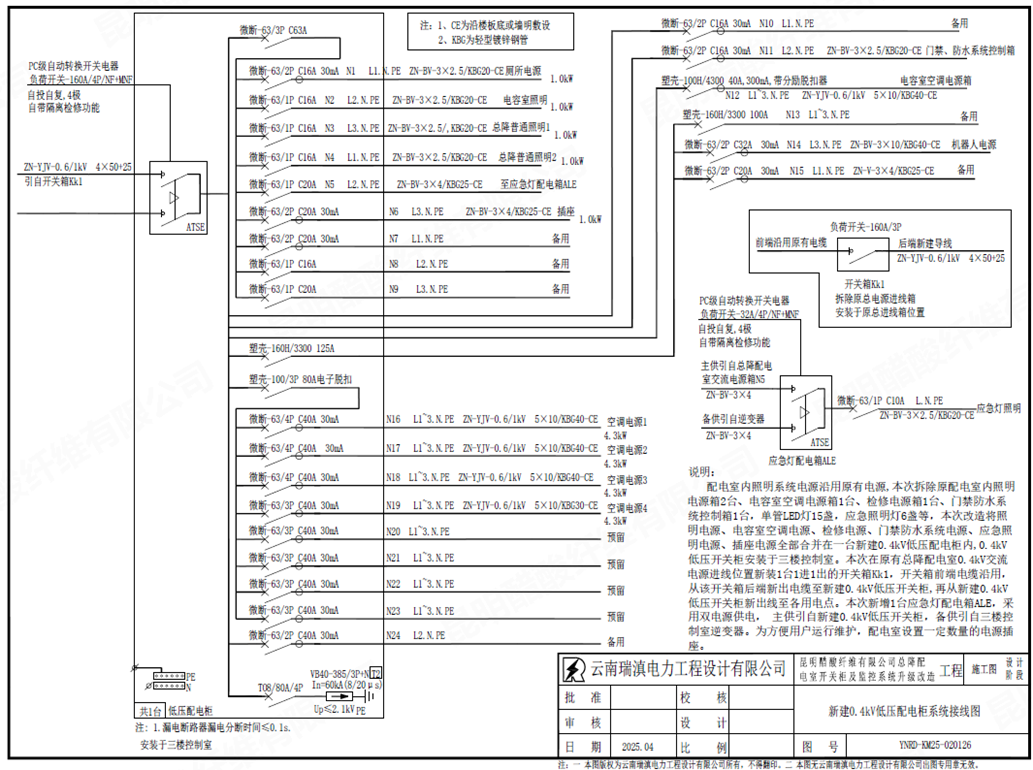 微断-63/3P C63A
注: 1、CE为沿楼板底或墙明敷设
2、KBG为轻型镀锌钢管
PC级自动转换开关电器
负荷开关-160A/4P/NF+MNF
自投自复,4极
自带隔离检修功能
ZN-YJV-0.6/1kV 4×50+25
引自开关箱Kk1
ATSE
微断-63/2P C16A 30mA N1 L1.N.PE ZN-BV-3×2.5/KBG20-CE 厕所电源 1.0kW
微断-63/1P C16A N2 L2.N.PE ZN-BV-3×2.5/KBG20-CE 电容室照明 1.0kW
微断-63/1P C16A N3 L3.N.PE ZN-BV-3×2.5/,KBG20-CE 总降普通照明1 1.0kW
微断-63/1P C16A N4 L1.N.PE ZN-BV-3×2.5/KBG20-CE 总降普通照明2 1.0kW
微断-63/1P C20A N5 L2.N.PE ZN-BV-3×4/KBG25-CE 至应急灯配电箱ALE
微断-63/2P C20A 30mA N6 L3.N.PE ZN-BV-3×4/KBG25-CE 插座 1.0kW
微断-63/2P C20A 30mA N7 L1.N.PE 备用
微断-63/1P C16A N8 L2.N.PE 备用
微断-63/1P C20A N9 L3.N.PE 备用
塑壳-160H/3300 125A
塑壳-100/3P 80A电子脱扣
微断-63/4P C40A 30mA N16 L1~3.N.PE ZN-YJV-0.6/1kV 5×10/KBG40-CE 空调电源1
4.3kW
微断-63/4P C40A 30mA N17 L1~3.N.PE ZN-YJV-0.6/1kV 5×10/KBG40-CE 空调电源2
4.3kW
微断-63/4P C40A 30mA N18 L1~3.N.PE ZN-YJV-0.6/1kV 5×10/KBG40-CE 空调电源3
4.3kW
微断-63/4P C40A 30mA N19 L1~3.N.PE ZN-YJV-0.6/1kV 5×10/KBG30-CE 空调电源4
4.3kW
微断-63/3P C40A 30mA N20 L1~3.N.PE 预留
微断-63/3P C40A 30mA N21 L1~3.N.PE 预留
微断-63/3P C40A 30mA N22 L1~3.N.PE 预留
微断-63/3P C40A 30mA N23 L1~3.N.PE 预留
微断-63/2P C40A 30mA N24 L2.N.PE 备用
PE
N
共1台 低压配电柜
TO8/80A/4P
VB40-385/3P+N T2
In=60kA(8/20μs)
Up≤2.1kV PE
注: 1.漏电断路器漏电分断时间≤0.1s.
安装于三楼控制室
微断-63/2P C16A 30mA N10 L1.N.PE 备用
微断-63/2P C16A 30mA N11 L2.N.PE ZN-BV-3×2.5/KBG20-CE 门禁、防水系统控制箱
塑壳-100H/4300 40A,300mA,带分励脱扣器 电容室空调电源箱
N12 L1~3.N.PE ZN-YJV-0.6/1kV 5×10/KBG40-CE
塑壳-160H/3300 100A N13 L1~3.N.PE 备用
微断-63/2P C32A 30mA N14 L3.N.PE ZN-BV-3×10/KBG40-CE 机器人电源
微断-63/2P C20A 30mA N15 L1.N.PE ZN-V-3×4/KBG25-CE 备用
负荷开关-160A/3P
前端沿用原有电缆
后端新建导线
ZN-YJV-0.6/1kV 4×50+25
开关箱Kk1
拆除原总电源进线箱
安装于原总进线箱位置
PC级自动转换开关电器
负荷开关-32A/4P/NF+MNF
自投自复,4极
自带隔离检修功能
主供引自总降配电
室交流电源箱N5
ZN-BV-3×4
备供引自逆变器
ZN-BV-3×4
ATSE
应急灯配电箱ALE
微断-63/1P C10A L.N.PE
ZN-BV-3×2.5/KBG20-CE
应急灯照明
说明:
配电室内照明系统电源沿用原有电源,本次拆除原配电室内照明
电源箱2台、电容室空调电源箱1台、检修电源箱1台、门禁防水系
统控制箱1台, 单管LED灯15盏, 应急照明灯6盏等, 本次改造将照
明电源、电容室空调电源、检修电源、门禁防水系统电源、应急照
明电源、插座电源全部合并在一台新建0.4kV低压配电柜内,0.4kV
低压开关柜安装于三楼控制室。本次在原有总降配电室0.4kV交流
电源进线位置新装1台1进1出的开关箱Kk1, 开关箱前端电缆沿用,
从该开关箱后端新出电缆至新建0.4kV低压开关柜,再从新建0.4kV
低压开关柜新出线至各用电点。本次新增1台应急灯配电箱ALE, 采
用双电源供电, 主供引自新建0.4kV低压开关柜, 备供引自三楼控
制室逆变器。为方便用户运行维护, 配电室设置一定数量的电源插
座。
云南瑞滇电力工程设计有限公司
昆明醋酸纤维有限公司总降配
电室开关柜及监控系统升级改造 工程
施工图 设计
阶段
批 准 校 核
审 核 设 计
新建0.4kV低压配电柜系统接线图
日 期 2025.04 比 例 图 号 YNRD-KM25-020126
注: 一 本图版权为云南瑞滇电力工程设计有限公司所有, 不得翻印。二 本图无云南瑞滇电力工程设计有限公司出图专用章无效。